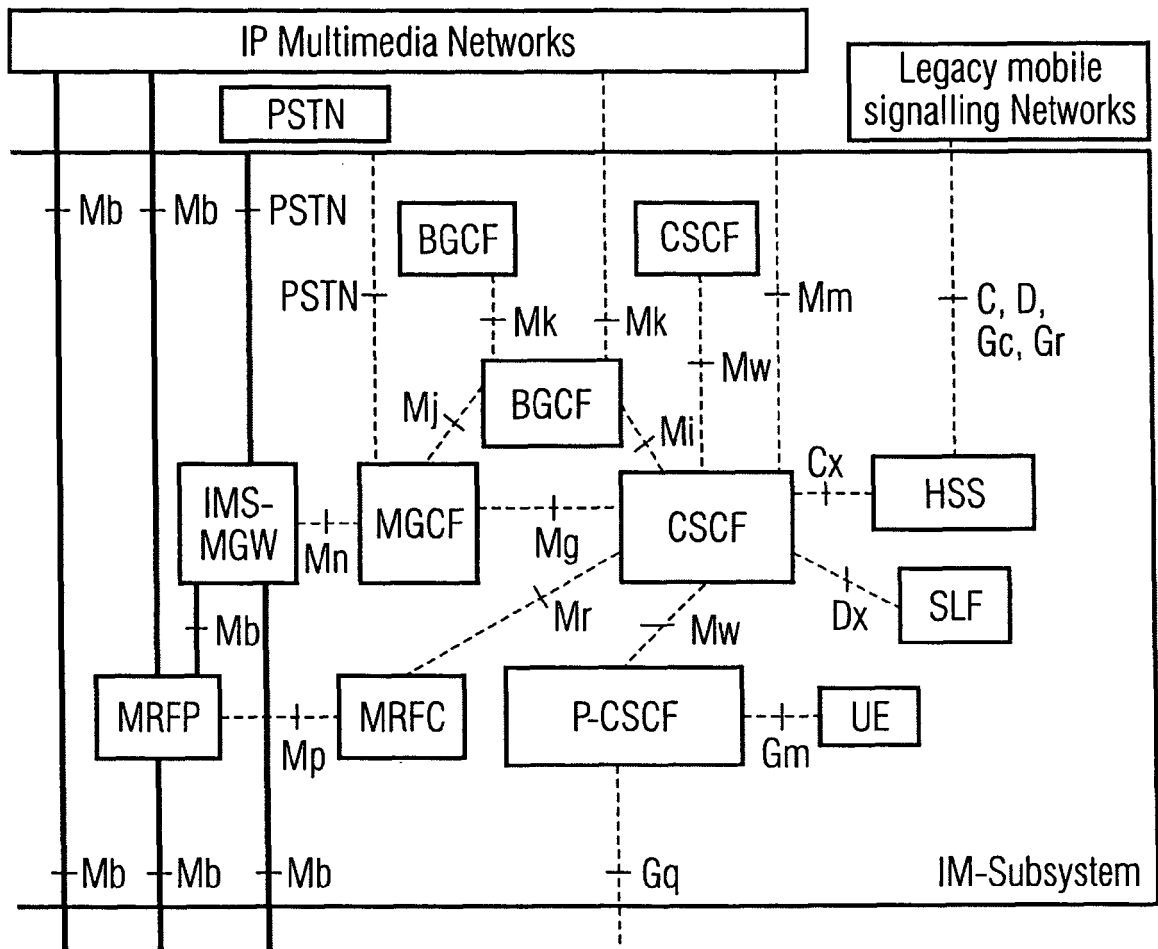 IP Multimedia Networks
Legacy mobile
signalling Networks
PSTN
Mb
Mb
PSTN
BGCF
CSCF
PSTN
Mk
Mk
Mm
C, D,
Gc, Gr
Mw
Mj
BGCF
Mi
Cx
IMS-
MGW
Mn
MGCF
Mg
CSCF
HSS
Mb
Mr
Mw
Dx
SLF
MRFP
Mp
MRFC
P-CSCF
Gm
UE
Mb
Mb
Mb
Gq
IM-Subsystem